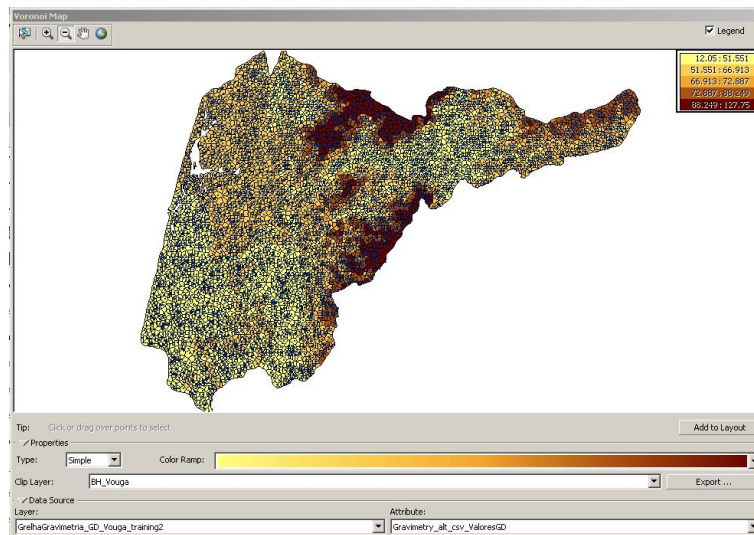 Voronoi Map
Legend
12.05 : 51.551
51.551 : 66.913
66.913 : 72.887
72.887 : 88.249
88.249 : 127.75
Tip: Click or drag over points to select
Add to Layout
Properties
Type: Simple Color Ramp:
Clip Layer: BH_Vouga Export ...
Data Source
Layer: Attribute:
GrelhaGravimetria_GD_Vouga_training2 Gravimetry_alt_csv_ValoresGD